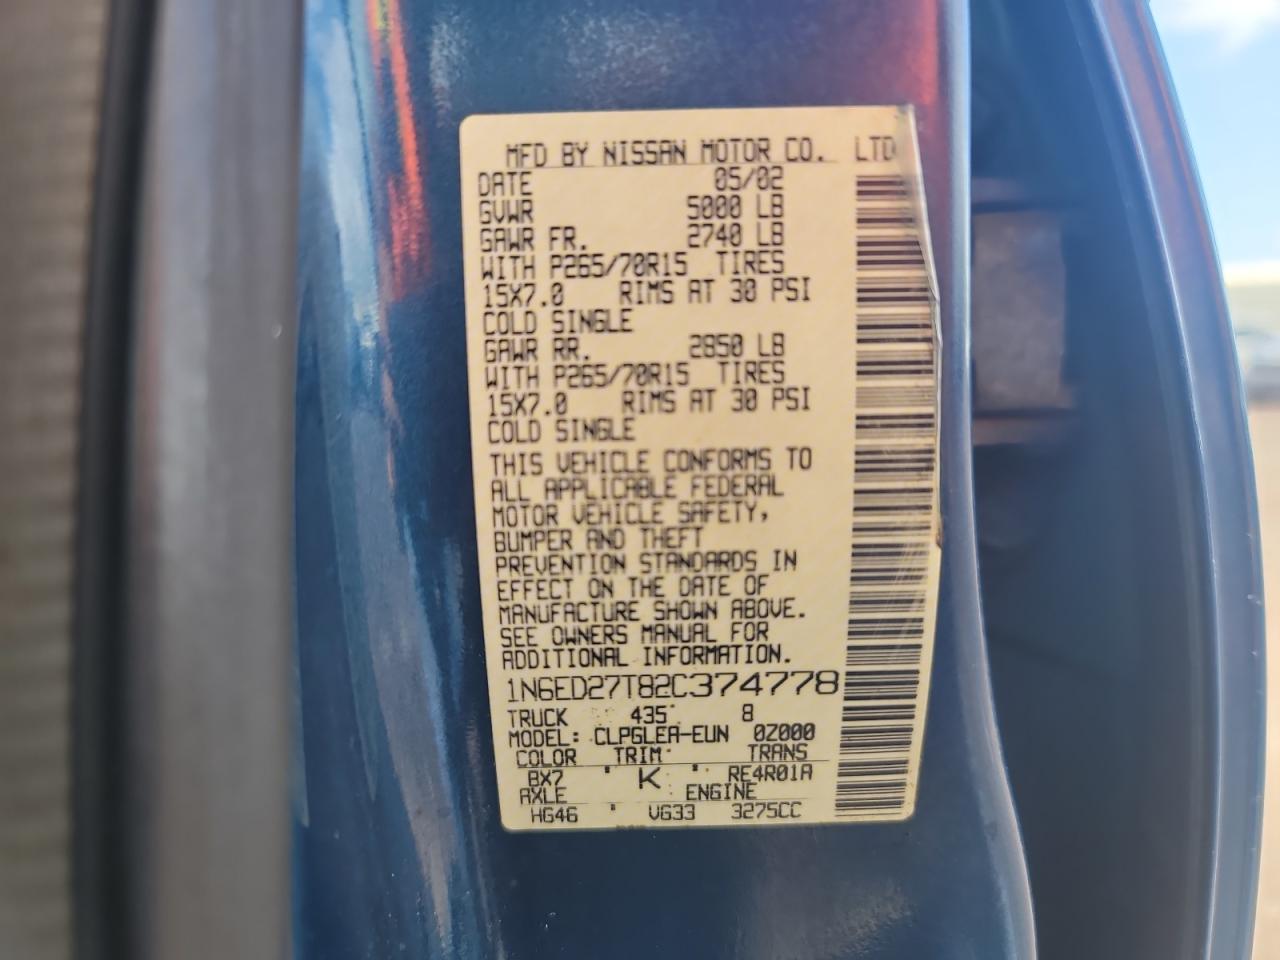 MFD BY NISSAN MOTOR CO. LTD
DATE 05/02
GVWR 5000 LB
GAWR FR. 2740 LB
WITH P265/70R15 TIRES
15X7.0 RIMS AT 30 PSI
COLD SINGLE
GAWR RR. 2850 LB
WITH P265/70R15 TIRES
15X7.0 RIMS AT 30 PSI
COLD SINGLE
THIS VEHICLE CONFORMS TO
ALL APPLICABLE FEDERAL
MOTOR VEHICLE SAFETY,
BUMPER AND THEFT
PREVENTION STANDARDS IN
EFFECT ON THE DATE OF
MANUFACTURE SHOWN ABOVE.
SEE OWNERS MANUAL FOR
ADDITIONAL INFORMATION.
1N6ED27T82C374778
TRUCK 435 8
MODEL: CLPGLEA-EUN 0Z000
COLOR TRIM TRANS
BX7 K RE4R01A
AXLE ENGINE
HG46 VG33 3275CC